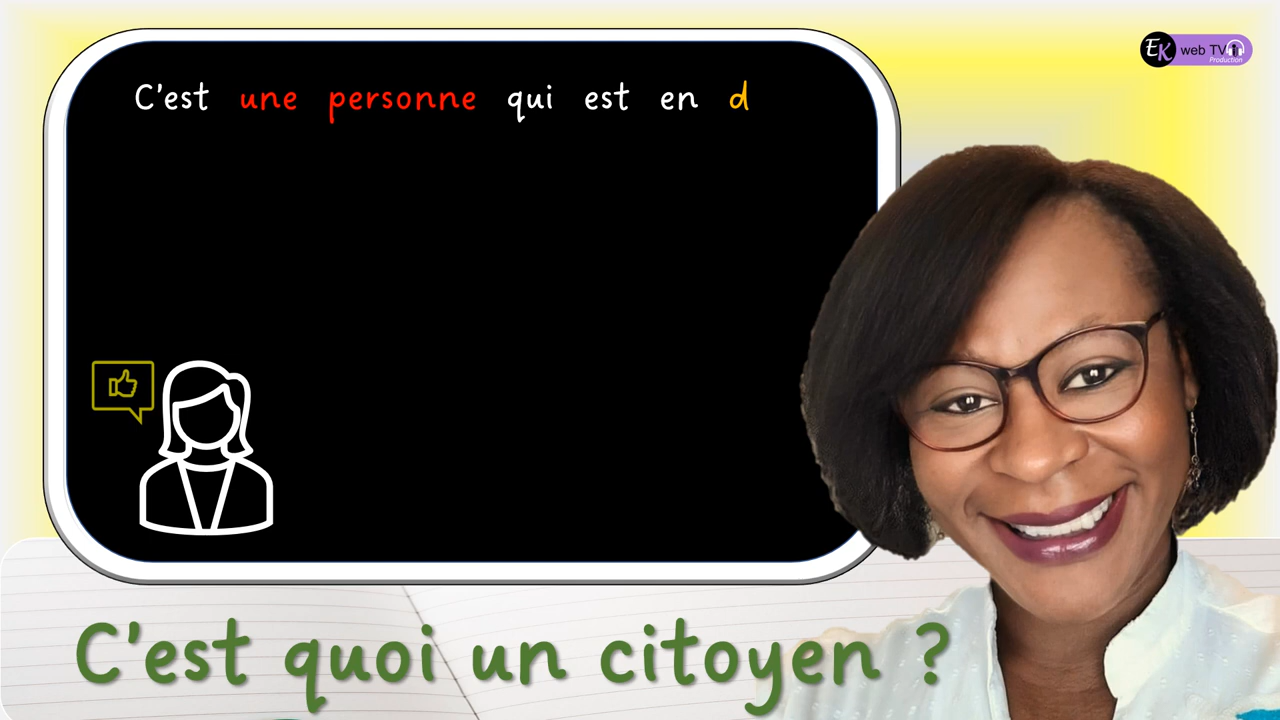 C'est une personne qui est en d
EK web TV
Production
C'est quoi un citoyen ?